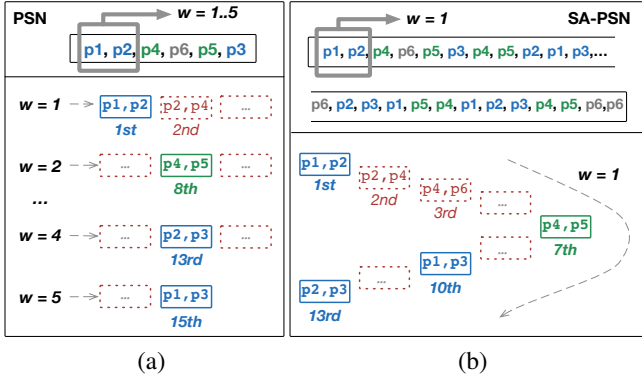 PSN
w = 1..5
p1, p2, p4, p6, p5, p3
w = 1
p1,p2
p2,p4
...
1st
2nd
w = 2
...
p4,p5
...
8th
...
w = 4
...
p2,p3
...
13rd
w = 5
...
p1,p3
15th
(a)
w = 1
SA-PSN
p1, p2, p4, p6, p5, p3, p4, p5, p2, p1, p3,...
p6, p2, p3, p1, p5, p4, p1, p2, p3, p4, p5, p6,p6
p1,p2
1st
p2,p4
2nd
p4,p6
3rd
...
w = 1
p4,p5
7th
...
p1,p3
10th
...
p2,p3
13rd
(b)